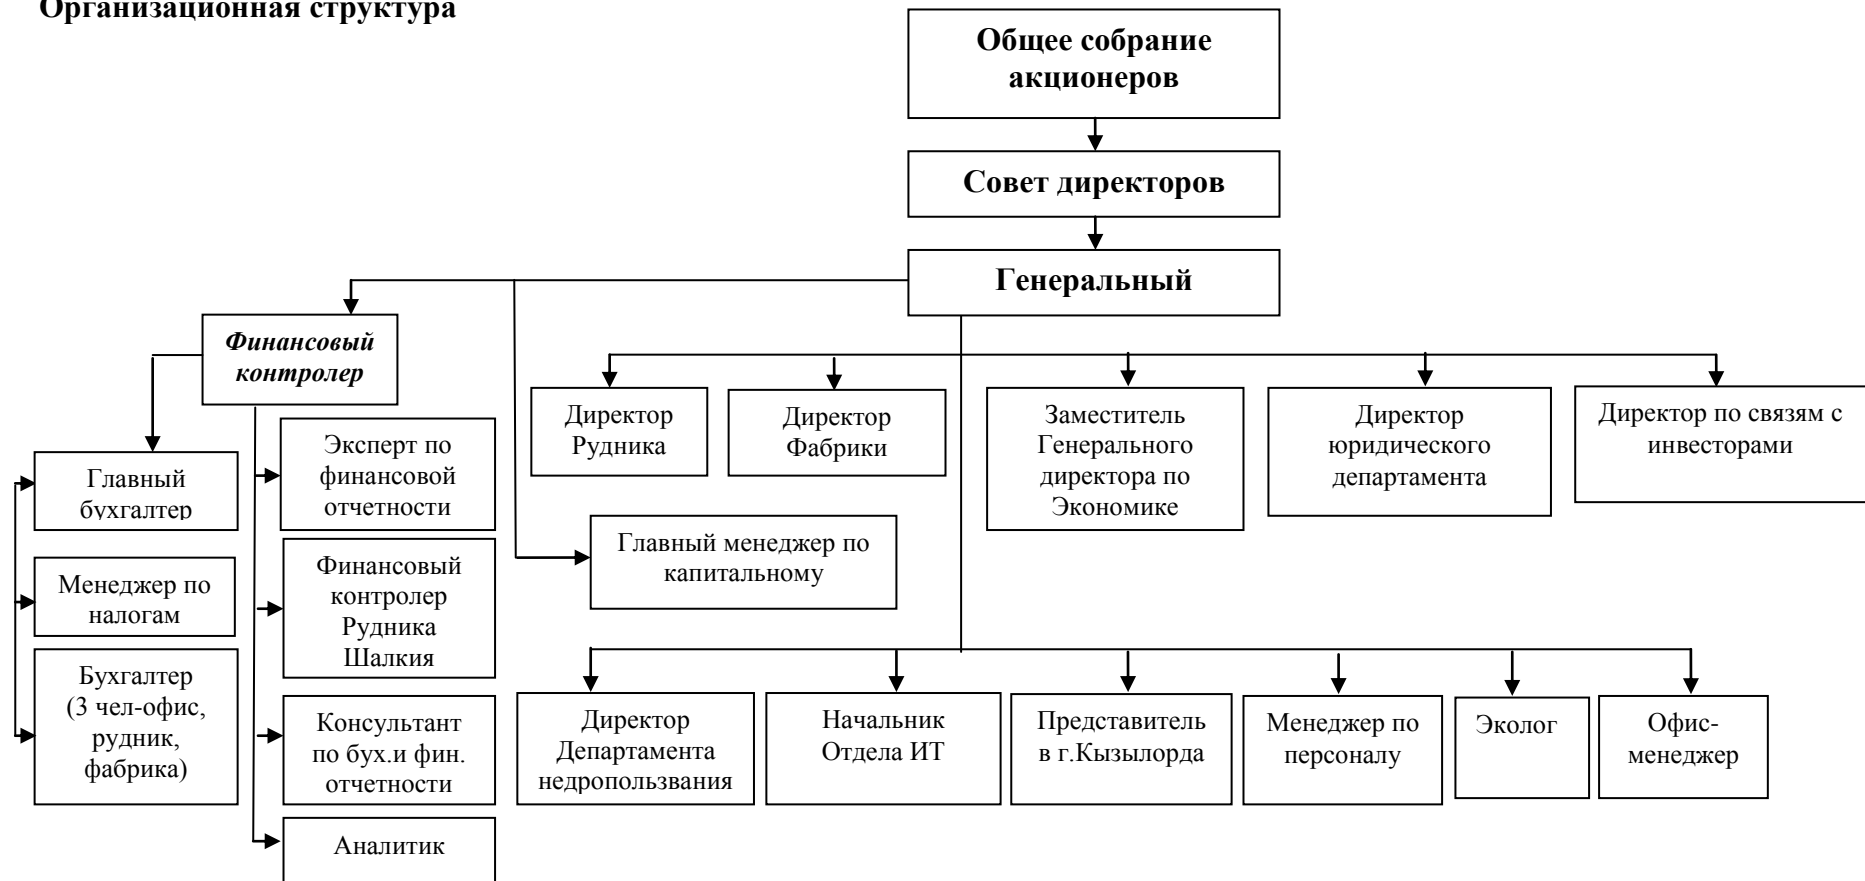 Организационная структура
Общее собрание
акционеров
Совет директоров
Генеральный
Финансовый
контролер
Директор
Рудника
Директор
Фабрики
Заместитель
Генерального
директора по
Экономике
Директор
юридического
департамента
Директор по связям с
инвесторами
Главный
бухгалтер
Эксперт по
финансовой
отчетности
Главный менеджер по
капитальному
Менеджер по
налогам
Финансовый
контролер
Рудника
Шалкия
Бухгалтер
(3 чел-офис,
рудник,
фабрика)
Консультант
по бух.и фин.
отчетности
Директор
Департамента
недропользвания
Начальник
Отдела ИТ
Представитель
в г.Кызылорда
Менеджер по
персоналу
Эколог
Офис-
менеджер
Аналитик